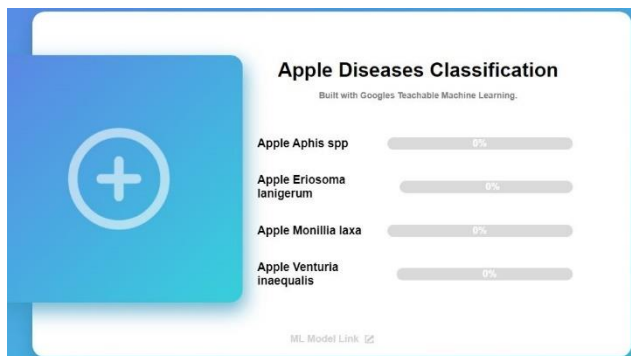 Apple Diseases Classification
Built with Googles Teachable Machine Learning.
Apple Aphis spp
0%
Apple Eriosoma
lanigerum
0%
Apple Monillia laxa
0%
Apple Venturia
inaequalis
0%
ML Model Link